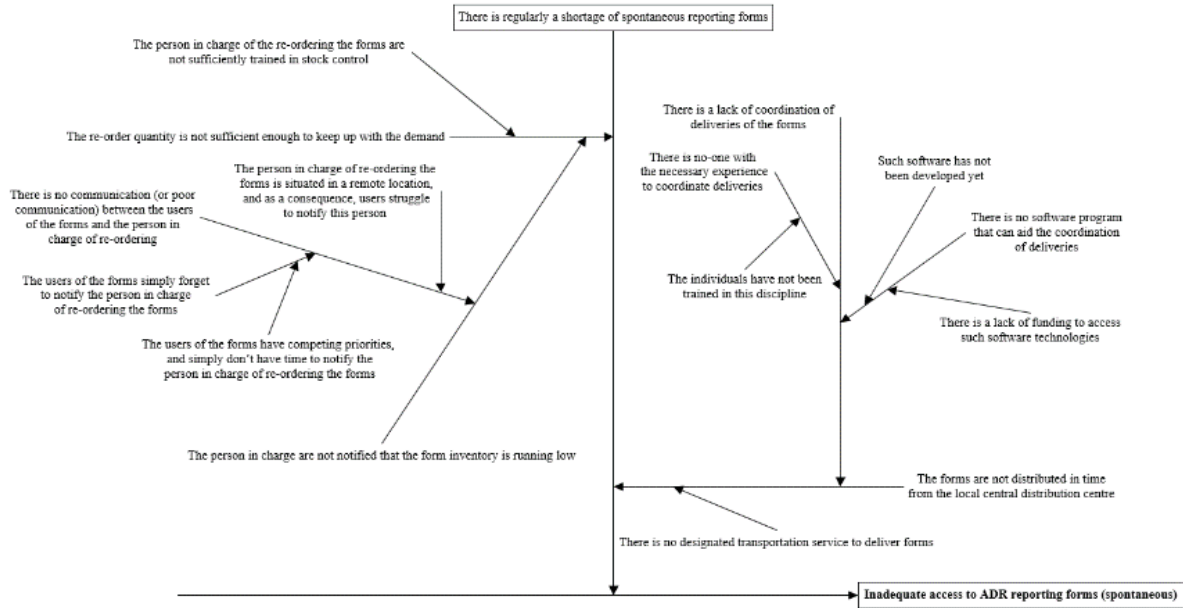 There is regularly a shortage of spontaneous reporting forms
The person in charge of the re-ordering the forms are
not sufficiently trained in stock control
The re-order quantity is not sufficient enough to keep up with the demand
The person in charge of re-ordering the
forms is situated in a remote location,
and as a consequence, users struggle
to notify this person
There is no communication (or poor
communication) between the users
of the forms and the person in
charge of re-ordering
The users of the forms simply forget
to notify the person in charge
of re-ordering the forms
The users of the forms have competing priorities,
and simply don't have time to notify the
person in charge of re-ordering the forms
The person in charge are not notified that the form inventory is running low
There is a lack of coordination of
deliveries of the forms
There is no-one with
the necessary experience
to coordinate deliveries
Such software has not
been developed yet
There is no software program
that can aid the coordination
of deliveries
The individuals have not been
trained in this discipline
There is a lack of funding to access
such software technologies
The forms are not distributed in time
from the local central distribution centre
There is no designated transportation service to deliver forms
Inadequate access to ADR reporting forms (spontaneous)